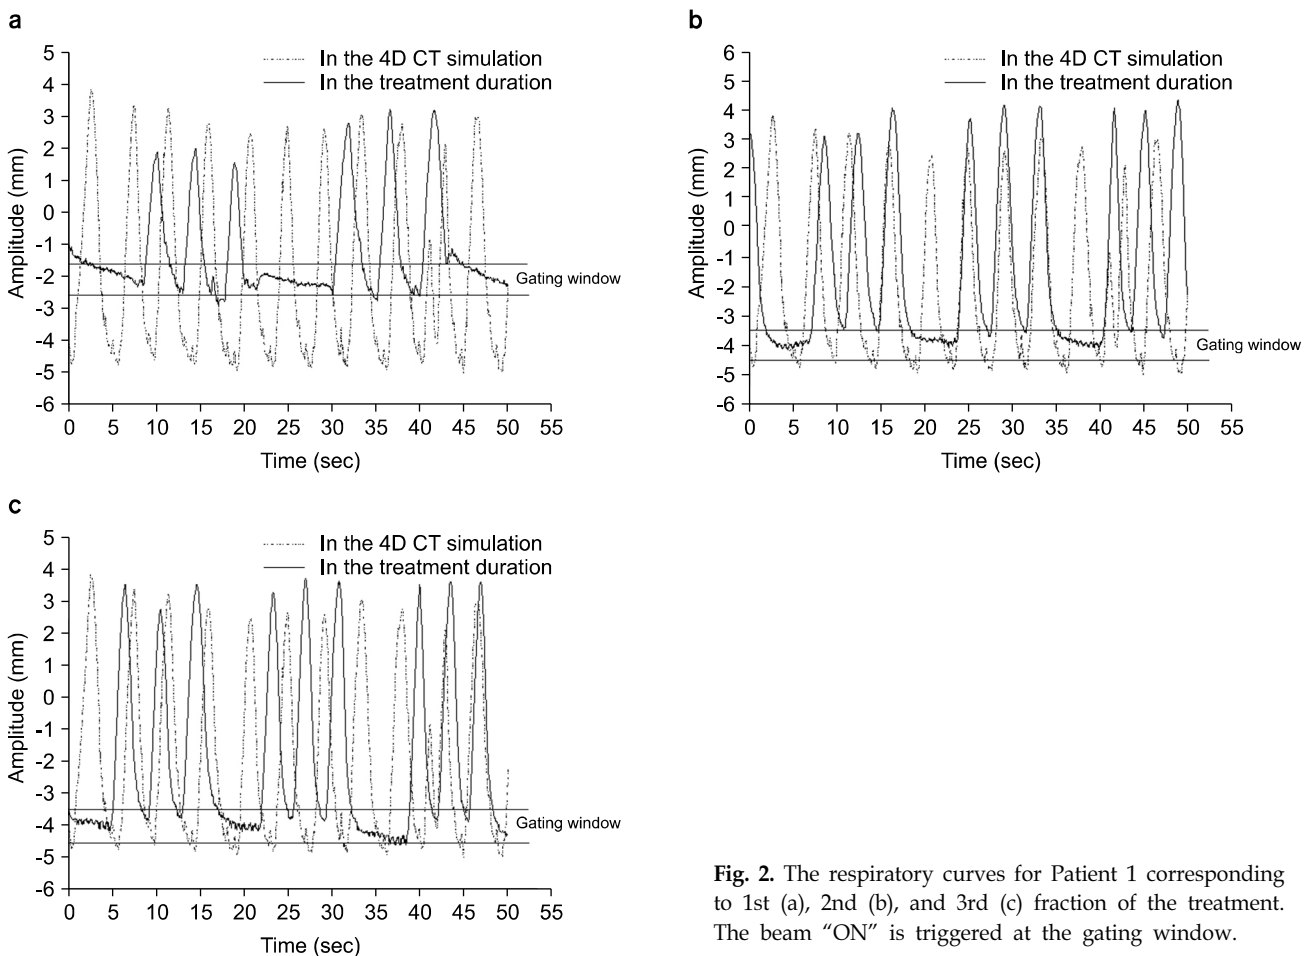 a
In the 4D CT simulation
In the treatment duration
5
4
3
2
1
0
-1
-2
-3
-4
-5
-6
Amplitude (mm)
Gating window
0 5 10 15 20 25 30 35 40 45 50 55
Time (sec)
b
In the 4D CT simulation
In the treatment duration
6
5
4
3
2
1
0
-1
-2
-3
-4
-5
-6
Amplitude (mm)
Gating window
0 5 10 15 20 25 30 35 40 45 50 55
Time (sec)
c
In the 4D CT simulation
In the treatment duration
5
4
3
2
1
0
-1
-2
-3
-4
-5
-6
Amplitude (mm)
Gating window
0 5 10 15 20 25 30 35 40 45 50 55
Time (sec)
Fig. 2. The respiratory curves for Patient 1 corresponding
to 1st (a), 2nd (b), and 3rd (c) fraction of the treatment.
The beam “ON” is triggered at the gating window.